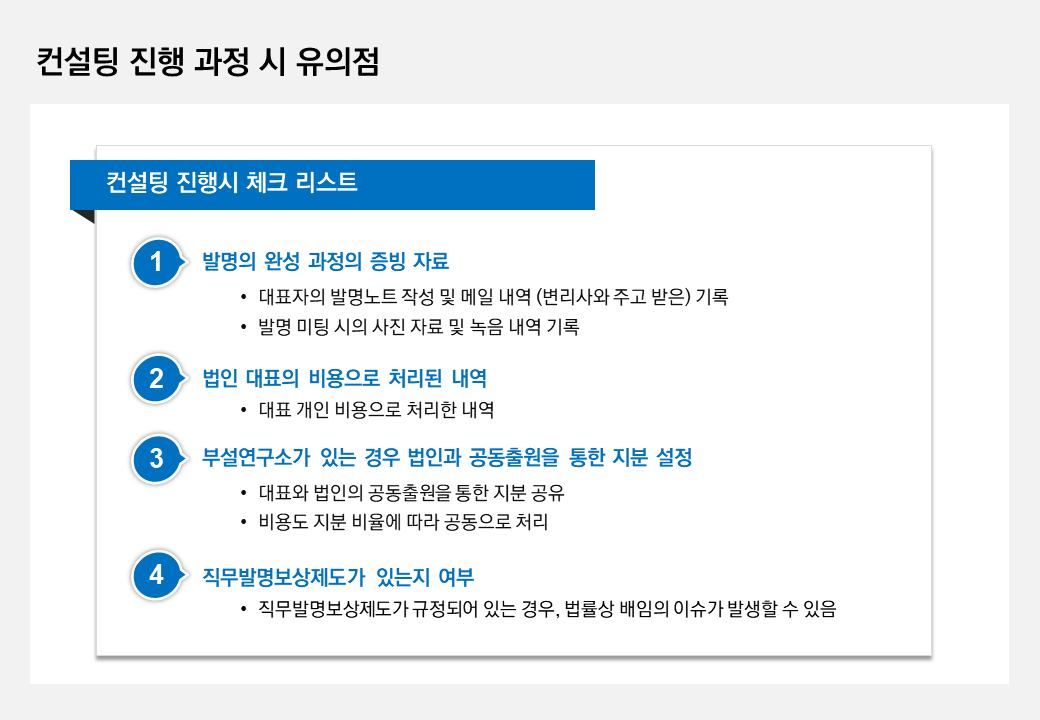 컨설팅 진행 과정 시 유의점
컨설팅 진행시 체크 리스트
1 발명의 완성 과정의 증빙 자료
• 대표자의 발명노트 작성 및 메일 내역 (변리사와 주고 받은) 기록
• 발명 미팅 시의 사진 자료 및 녹음 내역 기록
2 법인 대표의 비용으로 처리된 내역
• 대표 개인 비용으로 처리한 내역
3 부설연구소가 있는 경우 법인과 공동출원을 통한 지분 설정
• 대표와 법인의 공동출원을 통한 지분 공유
• 비용도 지분 비율에 따라 공동으로 처리
4 직무발명보상제도가 있는지 여부
• 직무발명보상제도가 규정되어 있는 경우, 법률상 배임의 이슈가 발생할 수 있음